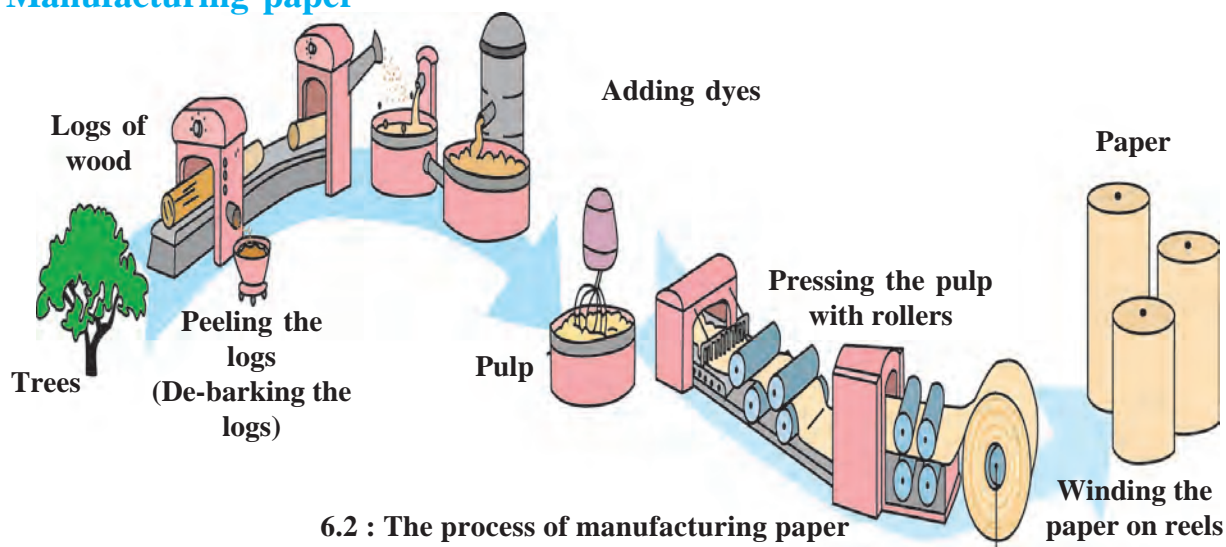 Manufacturing paper
Logs of
wood
Adding dyes
Paper
Trees
Peeling the
logs
(De-barking the
logs)
Pulp
Pressing the pulp
with rollers
Winding the
paper on reels
6.2 : The process of manufacturing paper